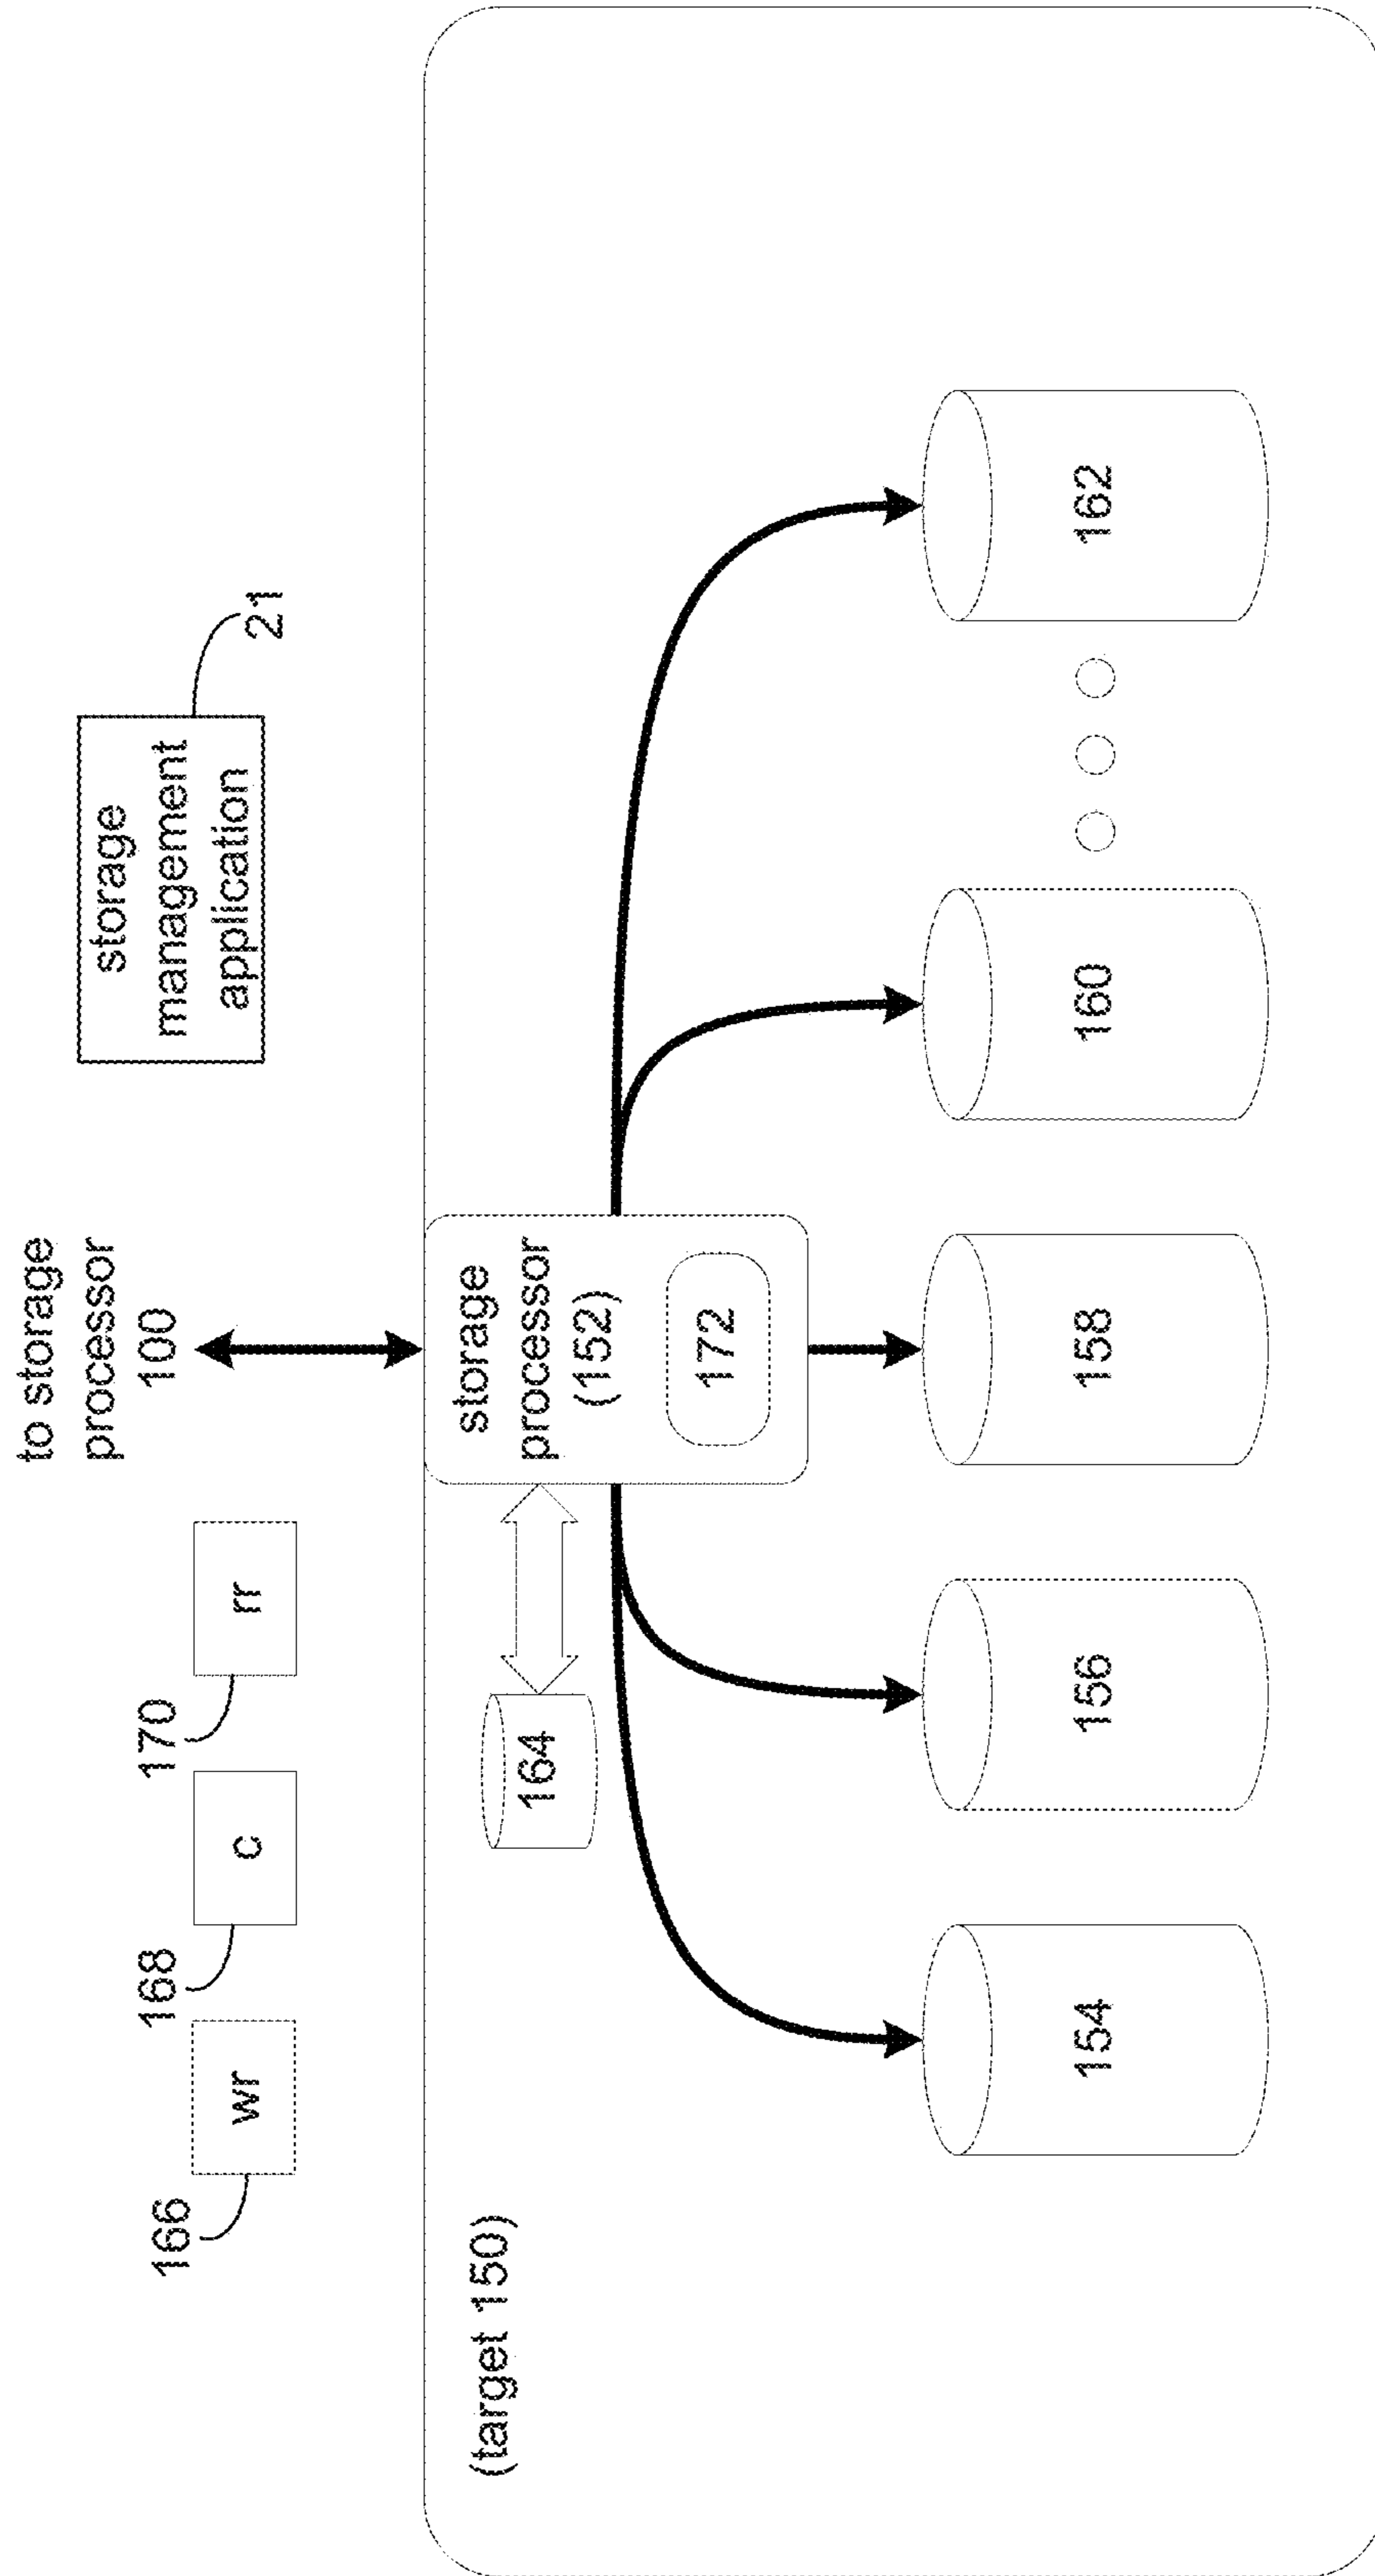 to storage
processor
100
storage
management
application
21
166
wr
168
c
170
rr
(target 150)
164
storage
processor
(152)
172
154
156
158
160
162